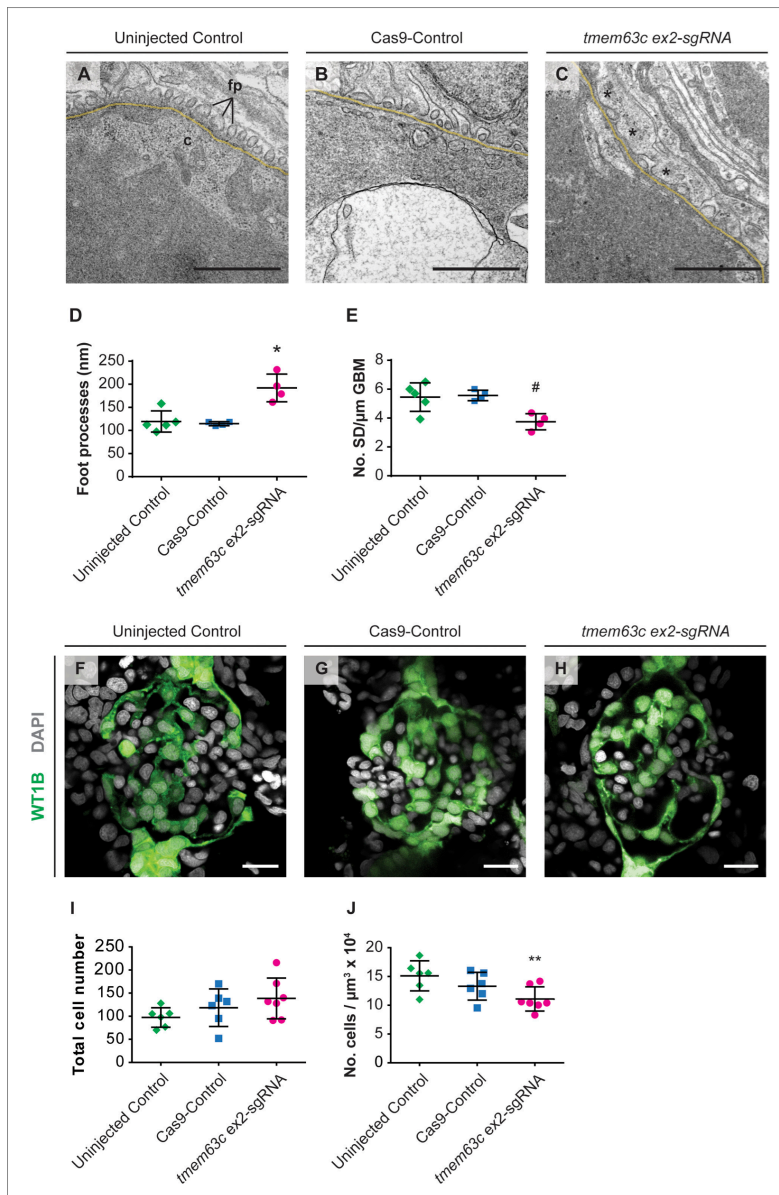 Uninjected Control
Cas9-Control
tmem63c ex2-sgRNA
A
fp
c
B
C
*
*
*
D
Foot processes (nm)
250
200
150
100
50
0
*
Uninjected Control
Cas9-Control
tmem63c ex2-sgRNA
E
No. SD/µm GBM
8
6
4
2
0
#
Uninjected Control
Cas9-Control
tmem63c ex2-sgRNA
Uninjected Control
Cas9-Control
tmem63c ex2-sgRNA
WT1B DAPI
F
G
H
I
Total cell number
250
200
150
100
50
0
Uninjected Control
Cas9-Control
tmem63c ex2-sgRNA
J
No. cells / µm³ x 10⁴
20
15
10
5
0
**
Uninjected Control
Cas9-Control
tmem63c ex2-sgRNA